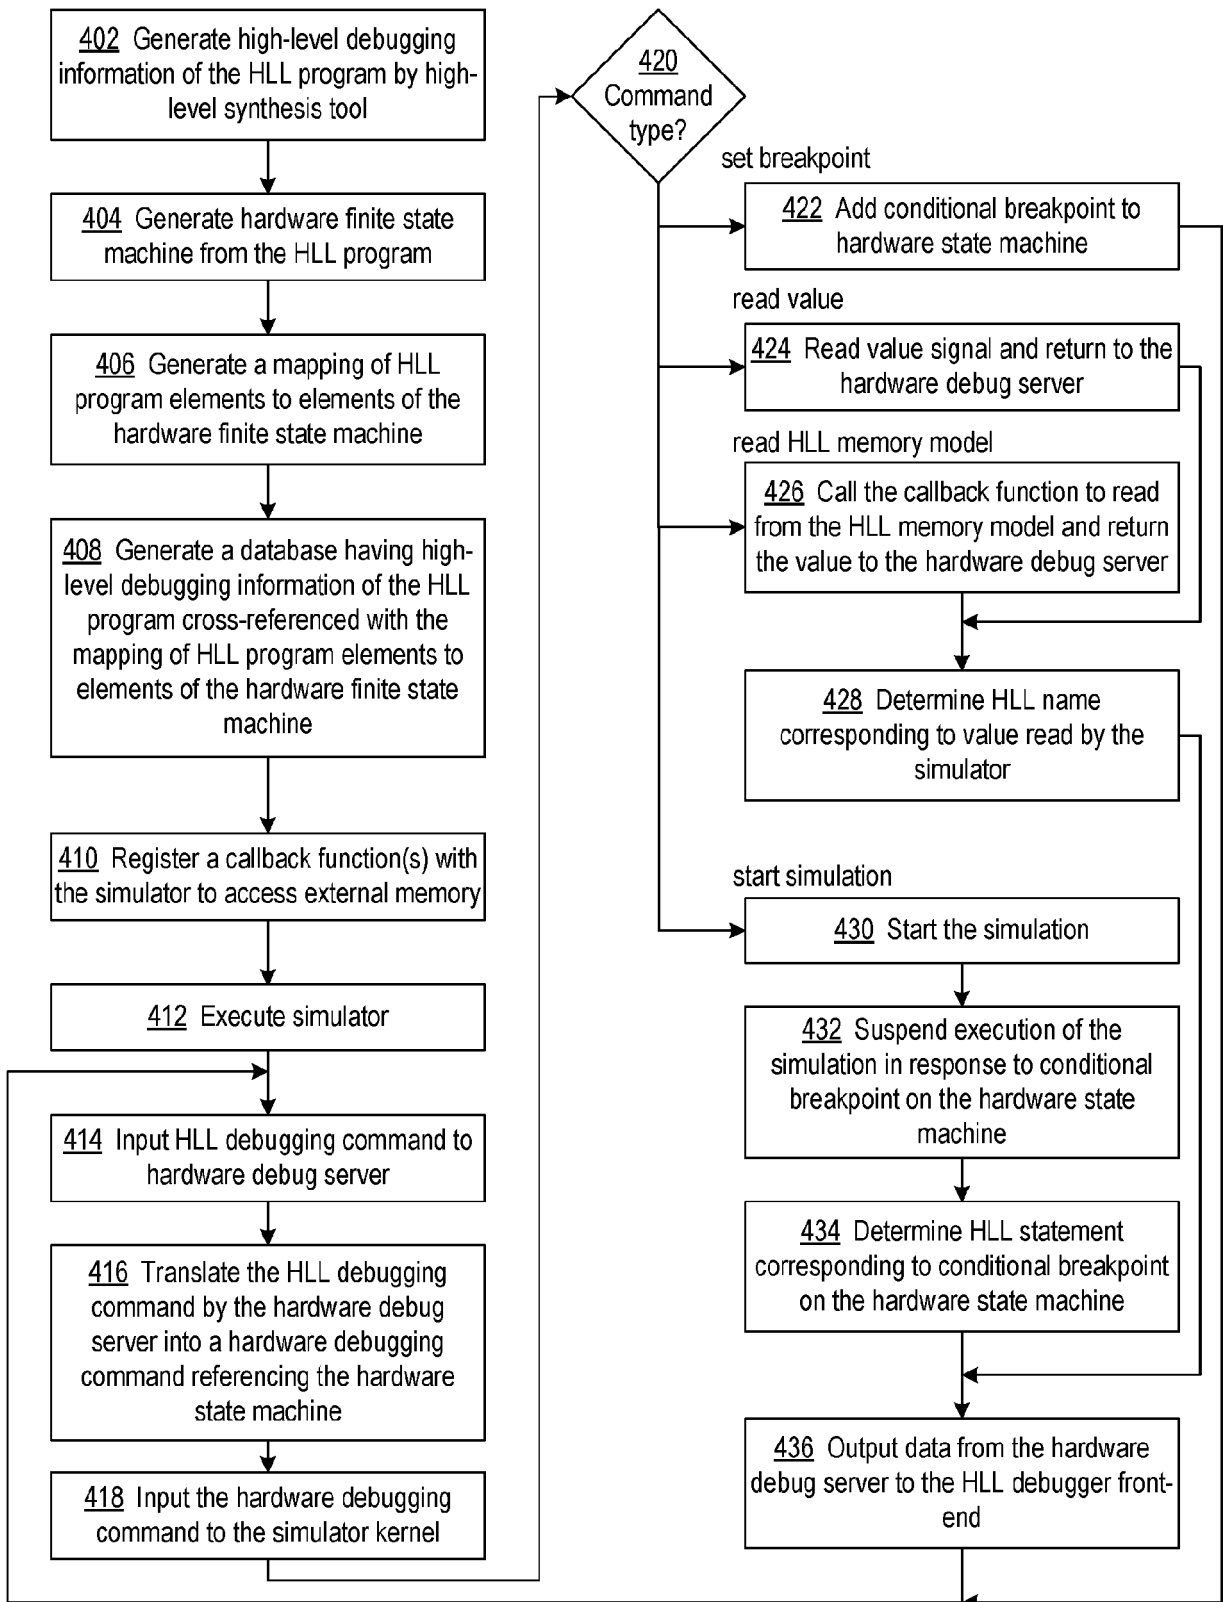 402 Generate high-level debugging
information of the HLL program by high-
level synthesis tool
404 Generate hardware finite state
machine from the HLL program
406 Generate a mapping of HLL
program elements to elements of the
hardware finite state machine
408 Generate a database having high-
level debugging information of the HLL
program cross-referenced with the
mapping of HLL program elements to
elements of the hardware finite state
machine
410 Register a callback function(s) with
the simulator to access external memory
412 Execute simulator
414 Input HLL debugging command to
hardware debug server
416 Translate the HLL debugging
command by the hardware debug
server into a hardware debugging
command referencing the hardware
state machine
418 Input the hardware debugging
command to the simulator kernel
420
Command
type?
set breakpoint
422 Add conditional breakpoint to
hardware state machine
read value
424 Read value signal and return to the
hardware debug server
read HLL memory model
426 Call the callback function to read
from the HLL memory model and return
the value to the hardware debug server
428 Determine HLL name
corresponding to value read by the
simulator
start simulation
430 Start the simulation
432 Suspend execution of the
simulation in response to conditional
breakpoint on the hardware state
machine
434 Determine HLL statement
corresponding to conditional breakpoint
on the hardware state machine
436 Output data from the hardware
debug server to the HLL debugger front-
end